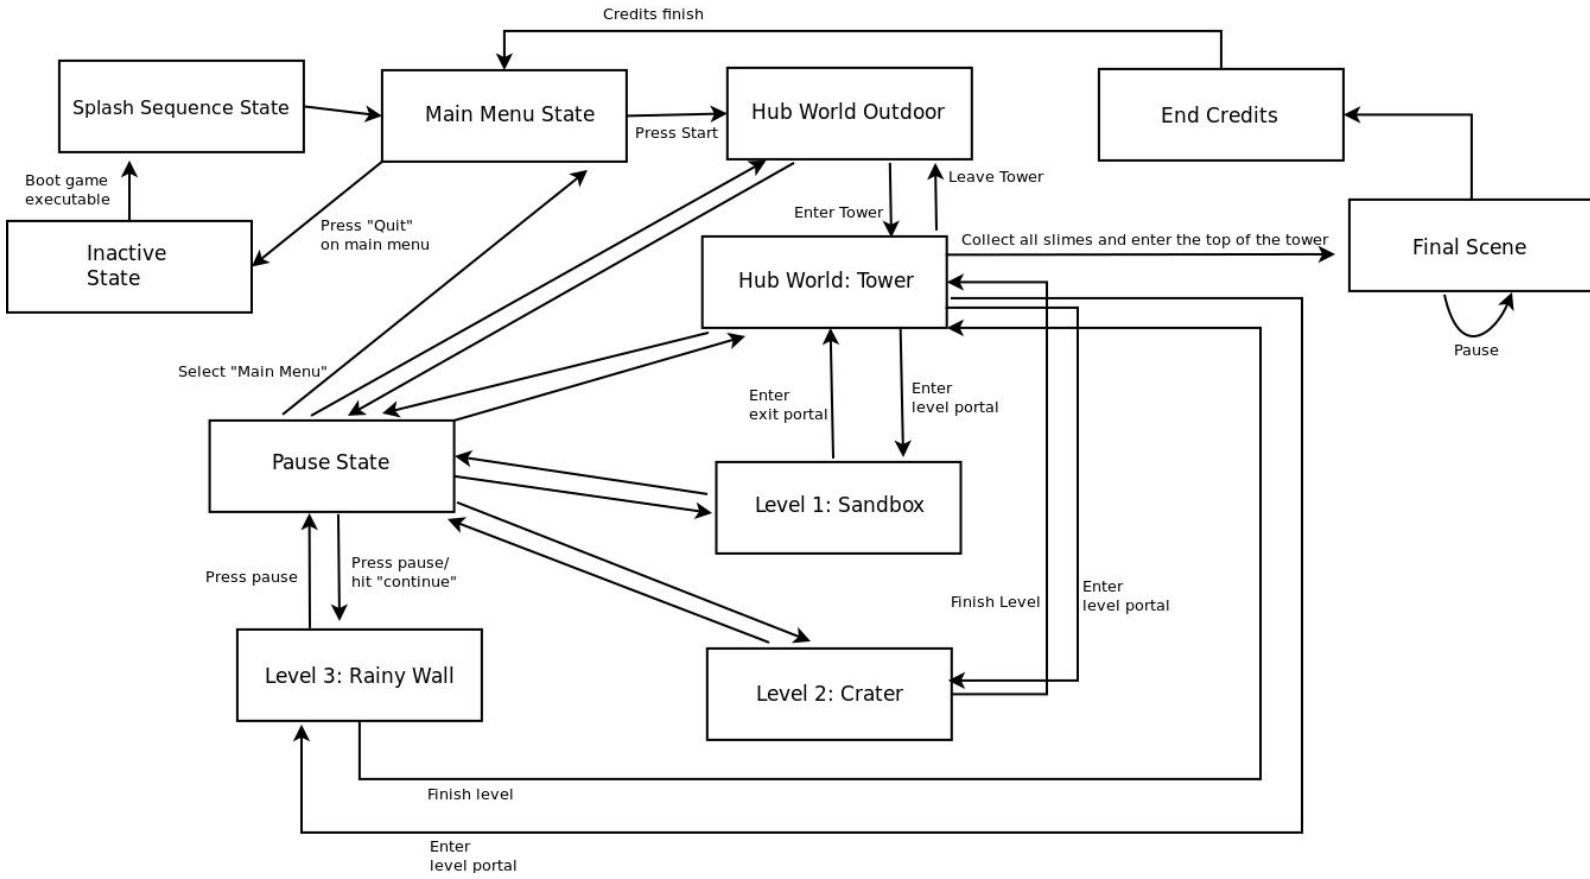 Credits finish
Splash Sequence State
Main Menu State
Press Start
Hub World Outdoor
End Credits
Boot game
executable
Press "Quit"
on main menu
Enter Tower
Leave Tower
Inactive
State
Hub World: Tower
Collect all slimes and enter the top of the tower
Final Scene
Pause
Select "Main Menu"
Enter
exit portal
Enter
level portal
Pause State
Level 1: Sandbox
Press pause
Press pause/
hit "continue"
Finish Level
Enter
level portal
Level 3: Rainy Wall
Level 2: Crater
Finish level
Enter
level portal